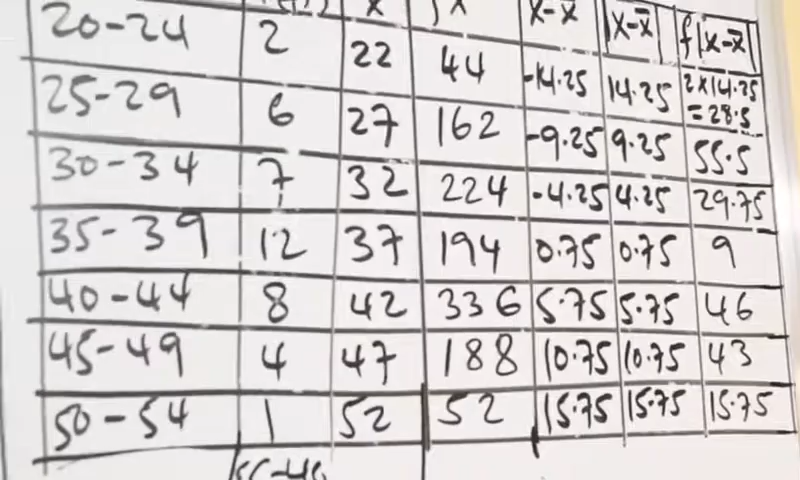 x fx x-x̄ |x-x̄| f|x-x̄|
20-24 2 22 44 -14.25 14.25 2x14.25
=28.5
25-29 6 27 162 -9.25 9.25 55.5
30-34 7 32 224 -4.25 4.25 29.75
35-39 12 37 194 0.75 0.75 9
40-44 8 42 336 5.75 5.75 46
45-49 4 47 188 10.75 10.75 43
50-54 1 52 52 15.75 15.75 15.75